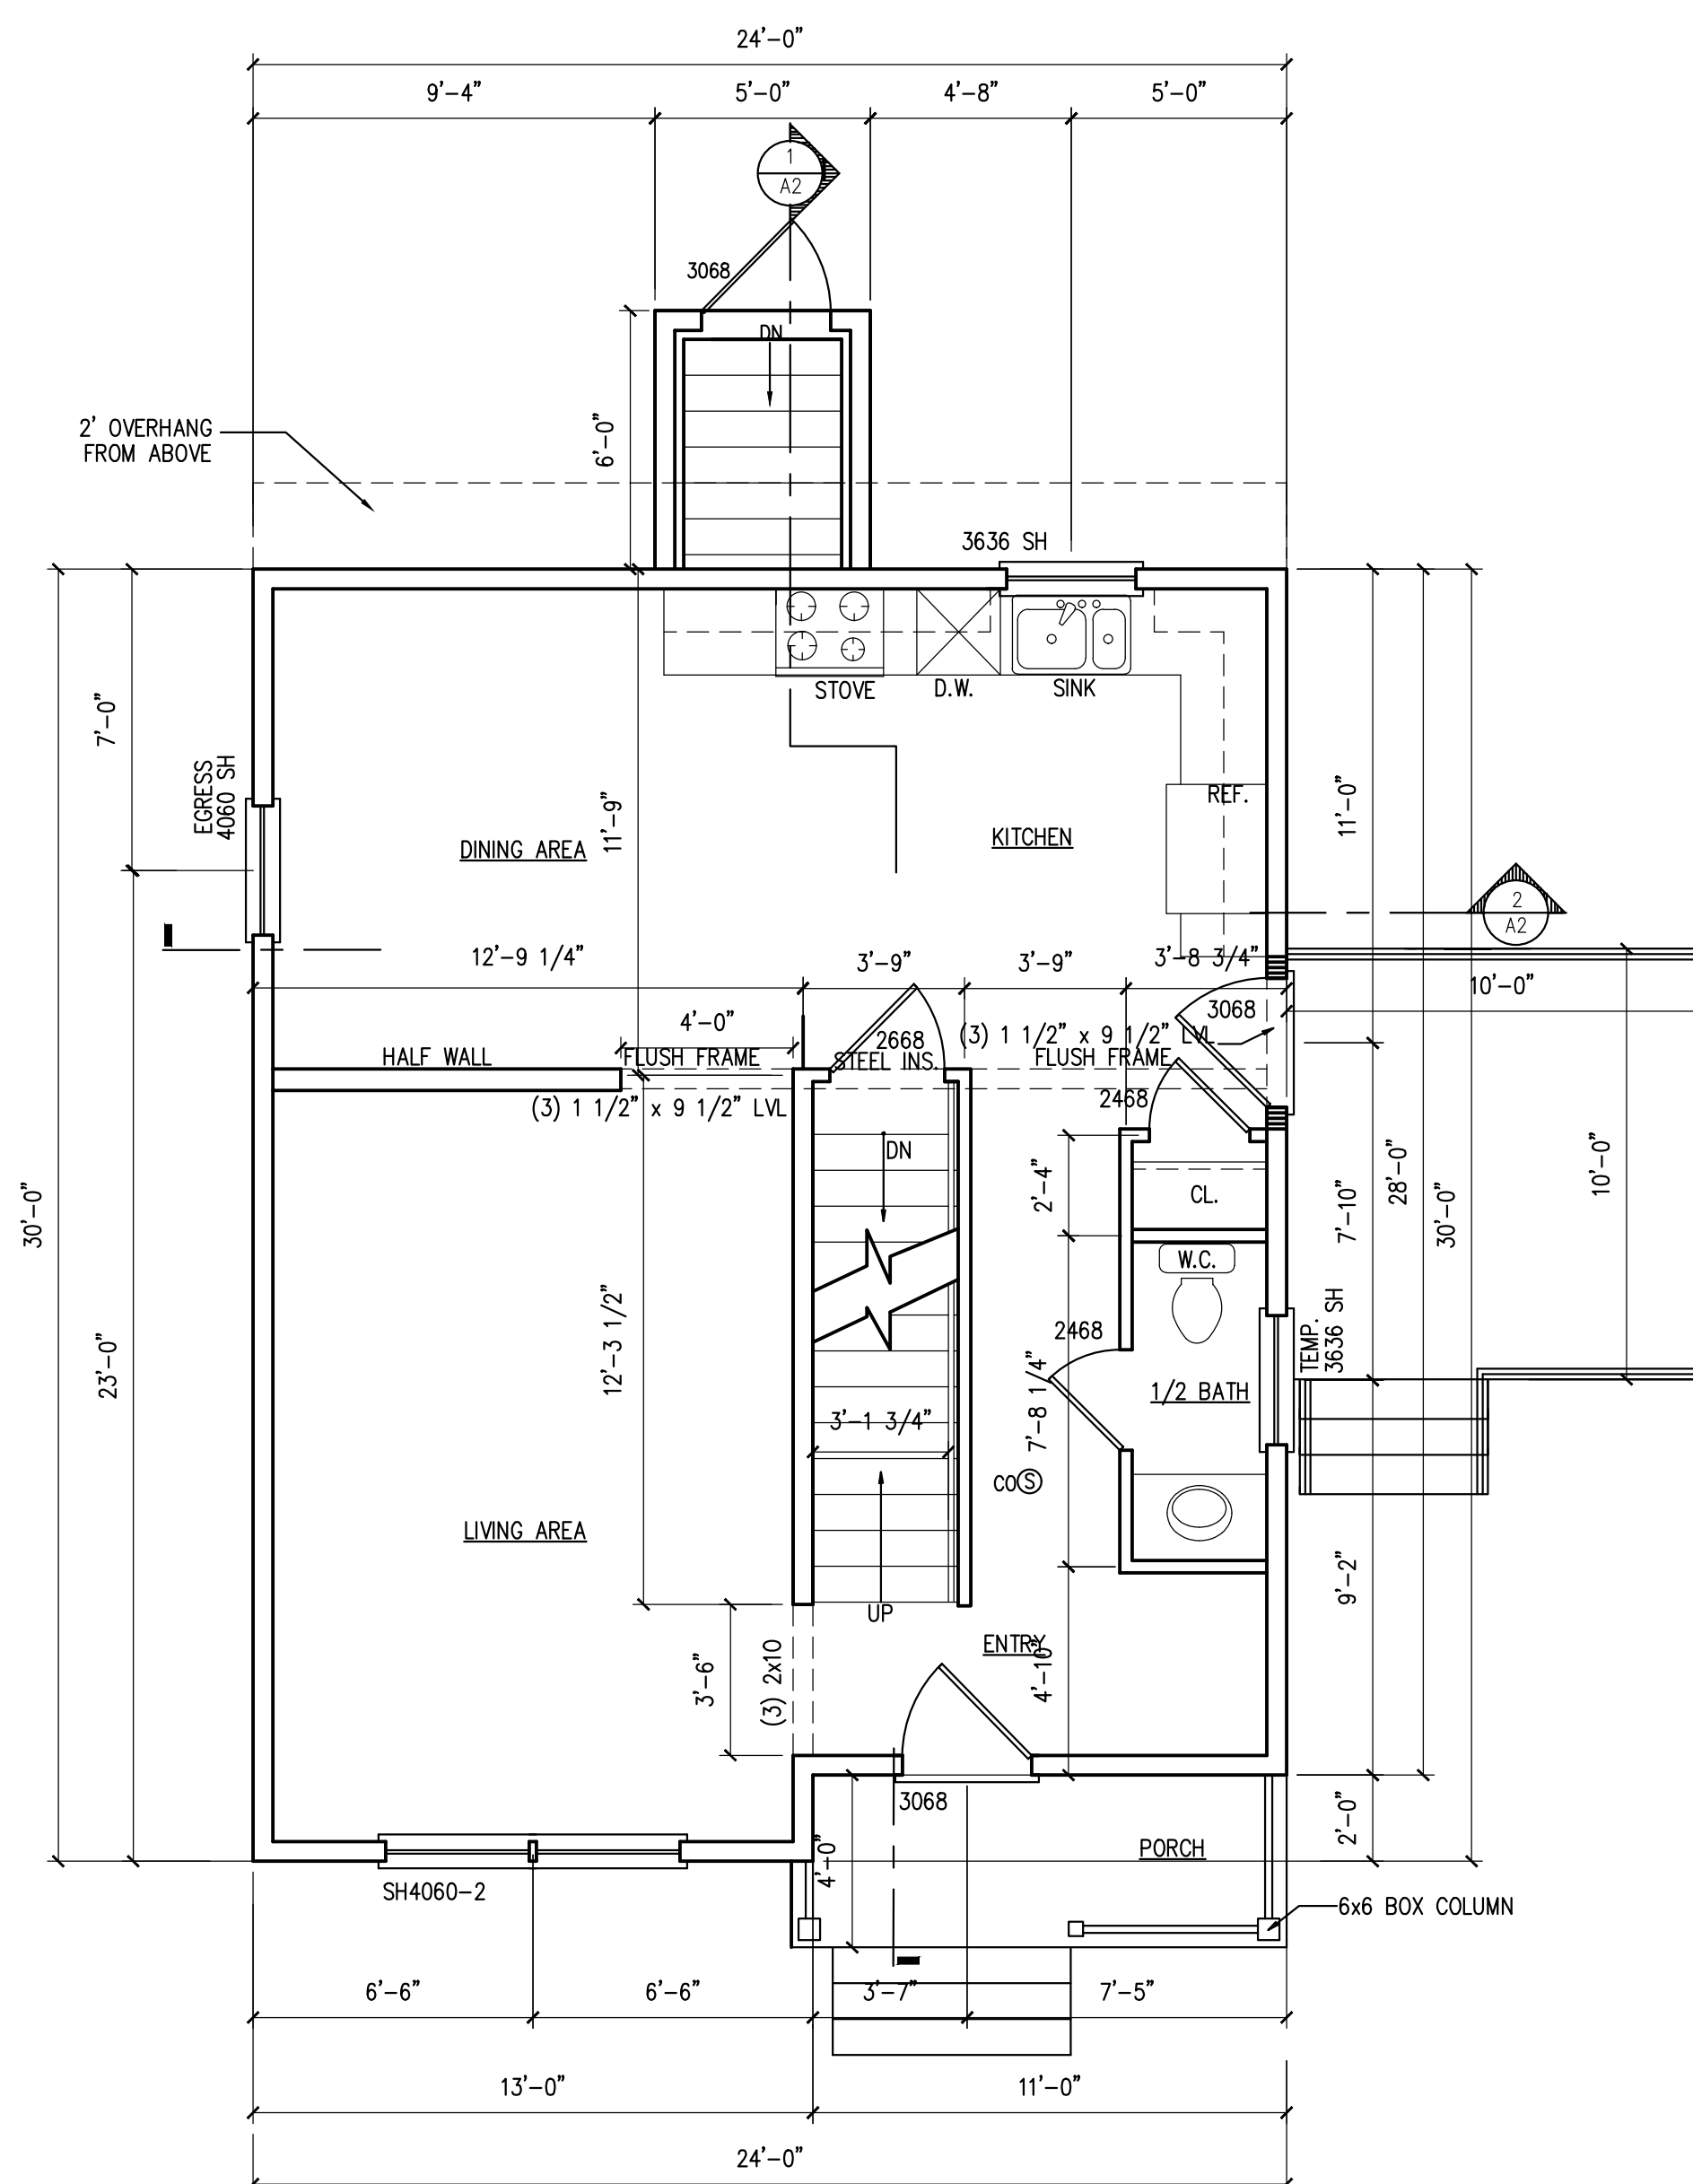 24'-0"
9'-4"
5'-0"
4'-8"
5'-0"
1
A2
3068
DN
2' OVERHANG
FROM ABOVE
6'-0"
3636 SH
STOVE
D.W.
SINK
7'-0"
EGRESS
4060 SH
REF.
11'-0"
DINING AREA
11'-9"
KITCHEN
2
A2
12'-9 1/4"
3'-9"
3'-9"
3'-8 3/4"
10'-0"
3068
4'-0"
2668
(3) 1 1/2" x 9 1/2" LVL
HALF WALL
FLUSH FRAME
STEEL INS.
FLUSH FRAME
(3) 1 1/2" x 9 1/2" LVL
2468
DN
2'-4"
CL.
30'-0"
7'-10"
28'-0"
30'-0"
10'-0"
W.C.
23'-0"
12'-3 1/2"
2468
TEMP.
3636 SH
7'-8 1/4"
1/2 BATH
3'-1 3/4"
CO S
LIVING AREA
9'-2"
UP
ENTRY
3'-6"
(3) 2x10
4'-10"
3068
2'-0"
4'-0"
PORCH
SH4060-2
6x6 BOX COLUMN
6'-6"
6'-6"
3'-7"
7'-5"
13'-0"
11'-0"
24'-0"